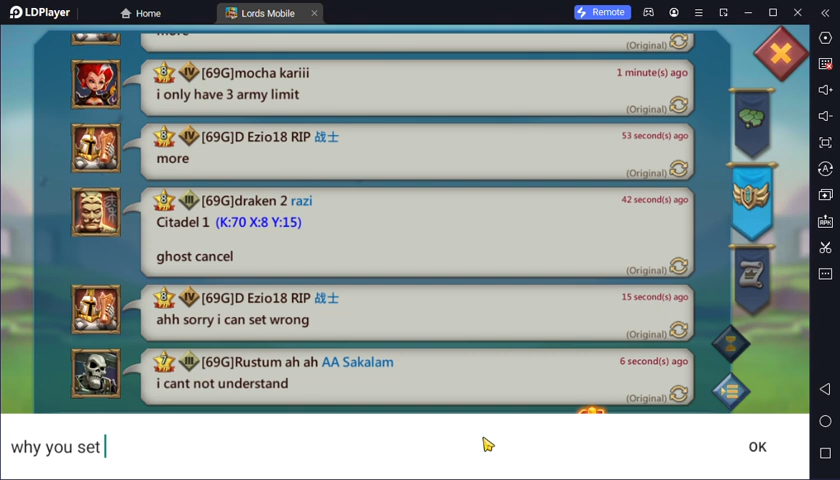 LDPlayer
Home
Lords Mobile
Remote
more
(Original)
8 IV [69G]mocha kariii 1 minute(s) ago
i only have 3 army limit
(Original)
8 IV [69G]D Ezio18 RIP 战士 53 second(s) ago
more
(Original)
8 III [69G]draken 2 razi 42 second(s) ago
Citadel 1 (K:70 X:8 Y:15)
ghost cancel
(Original)
8 IV [69G]D Ezio18 RIP 战士 15 second(s) ago
ahh sorry i can set wrong
(Original)
7 III [69G]Rustum ah ah AA Sakalam 6 second(s) ago
i cant not understand
(Original)
why you set OK